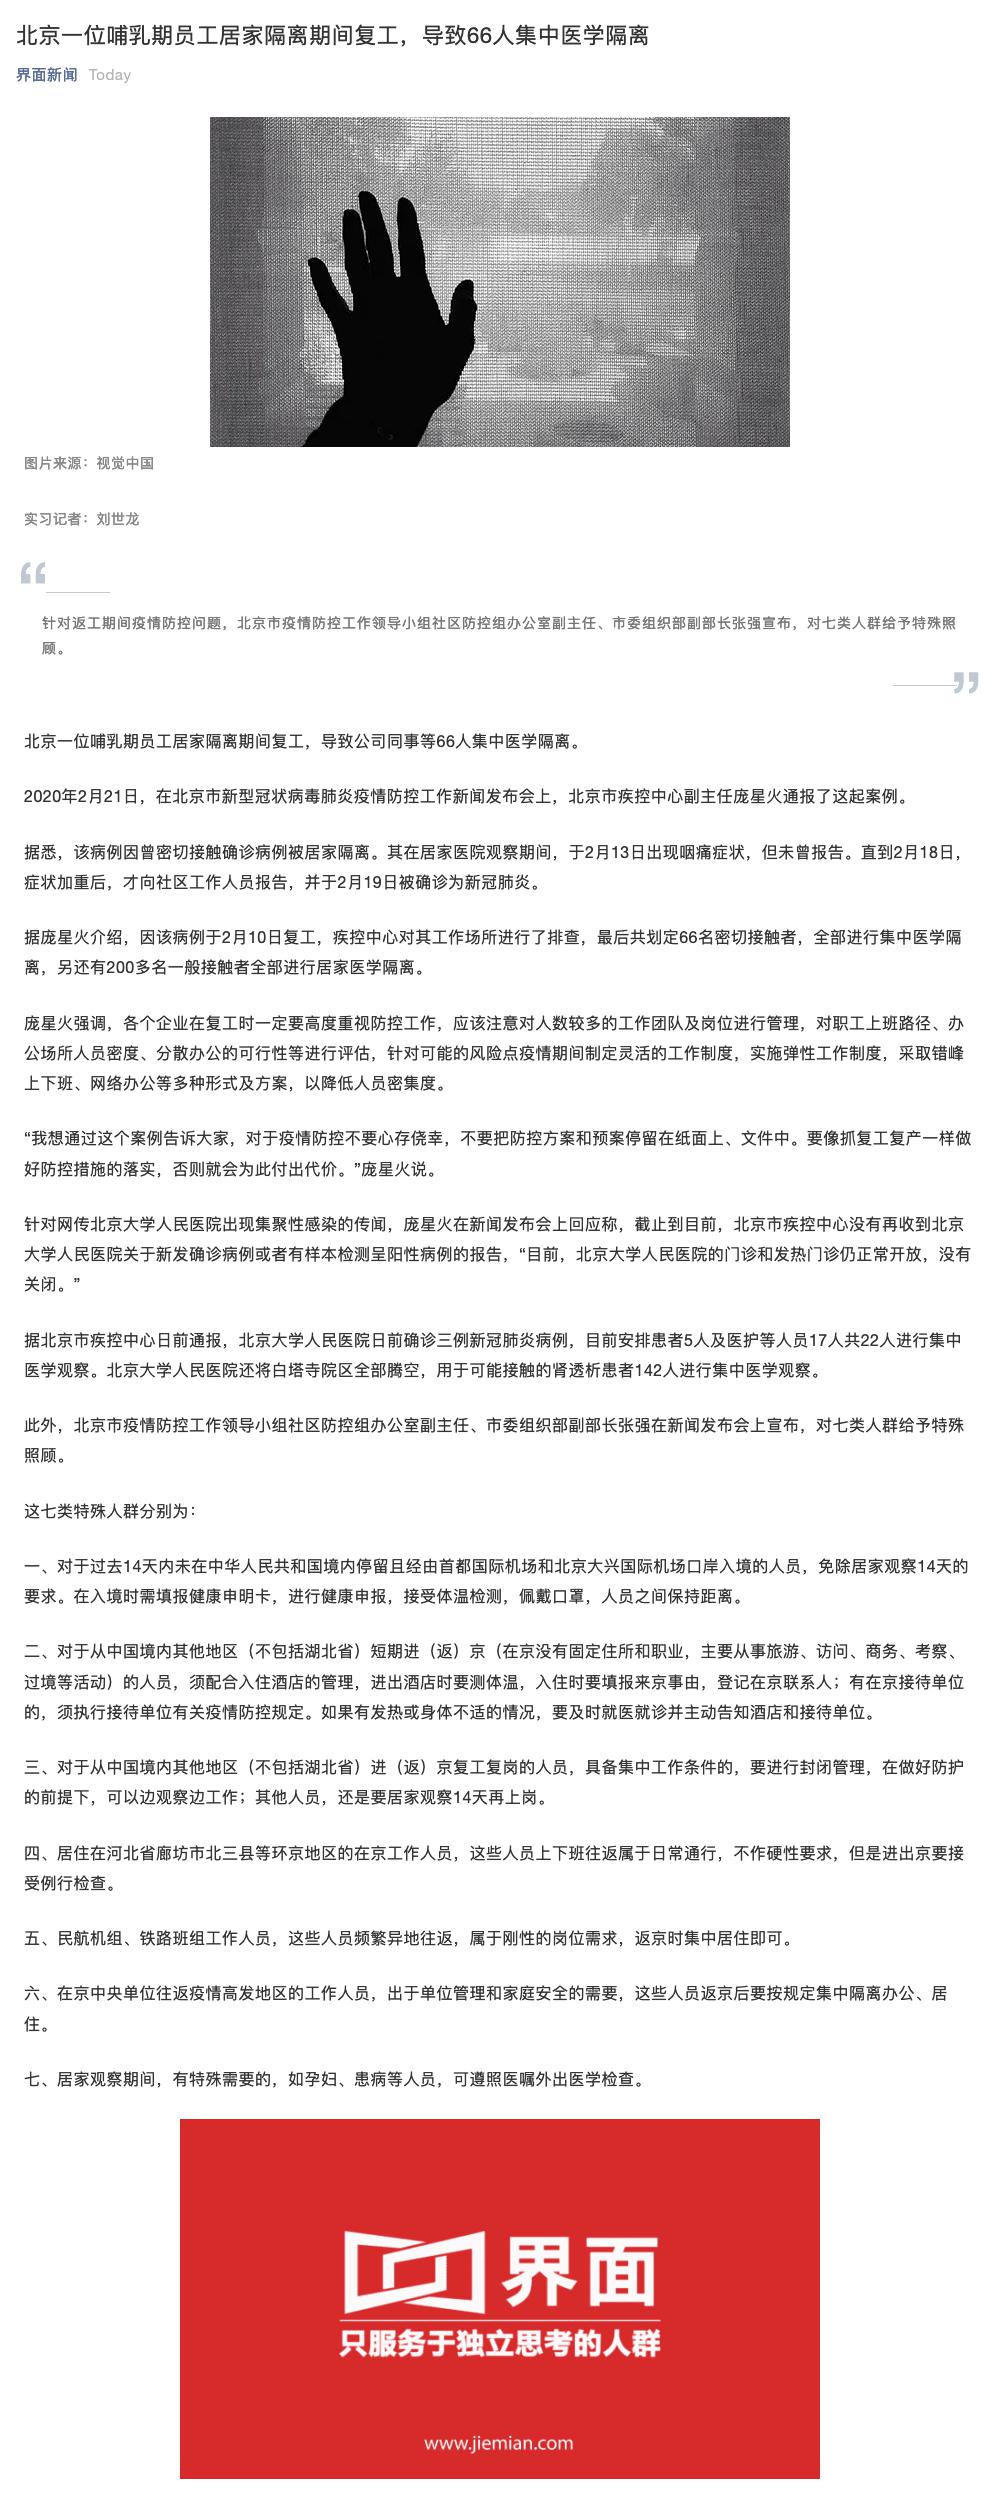 北京一位哺乳期员工居家隔离期间复工，导致66人集中医学隔离
界面新闻 Today
图片来源：视觉中国
实习记者：刘世龙
“
针对返工期间疫情防控问题，北京市疫情防控工作领导小组社区防控组办公室副主任、市委组织部副部长张强宣布，对七类人群给予特殊照
顾。
”
北京一位哺乳期员工居家隔离期间复工，导致公司同事等66人集中医学隔离。
2020年2月21日，在北京市新型冠状病毒肺炎疫情防控工作新闻发布会上，北京市疾控中心副主任庞星火通报了这起案例。
据悉，该病例因曾密切接触确诊病例被居家隔离。其在居家医院观察期间，于2月13日出现咽痛症状，但未曾报告。直到2月18日，
症状加重后，才向社区工作人员报告，并于2月19日被确诊为新冠肺炎。
据庞星火介绍，因该病例于2月10日复工，疾控中心对其工作场所进行了排查，最后共划定66名密切接触者，全部进行集中医学隔
离，另还有200多名一般接触者全部进行居家医学隔离。
庞星火强调，各个企业在复工时一定要高度重视防控工作，应该注意对人数较多的工作团队及岗位进行管理，对职工上班路径、办
公场所人员密度、分散办公的可行性等进行评估，针对可能的风险点疫情期间制定灵活的工作制度，实施弹性工作制度，采取错峰
上下班、网络办公等多种形式及方案，以降低人员密集度。
“我想通过这个案例告诉大家，对于疫情防控不要心存侥幸，不要把防控方案和预案停留在纸面上、文件中。要像抓复工复产一样做
好防控措施的落实，否则就会为此付出代价。”庞星火说。
针对网传北京大学人民医院出现集聚性感染的传闻，庞星火在新闻发布会上回应称，截止到目前，北京市疾控中心没有再收到北京
大学人民医院关于新发确诊病例或者有样本检测呈阳性病例的报告，“目前，北京大学人民医院的门诊和发热门诊仍正常开放，没有
关闭。”
据北京市疾控中心日前通报，北京大学人民医院日前确诊三例新冠肺炎病例，目前安排患者5人及医护等人员17人共22人进行集中
医学观察。北京大学人民医院还将白塔寺院区全部腾空，用于可能接触的肾透析患者142人进行集中医学观察。
此外，北京市疫情防控工作领导小组社区防控组办公室副主任、市委组织部副部长张强在新闻发布会上宣布，对七类人群给予特殊
照顾。
这七类特殊人群分别为：
一、对于过去14天内未在中华人民共和国境内停留且经由首都国际机场和北京大兴国际机场口岸入境的人员，免除居家观察14天的
要求。在入境时需填报健康申明卡，进行健康申报，接受体温检测，佩戴口罩，人员之间保持距离。
二、对于从中国境内其他地区（不包括湖北省）短期进（返）京（在京没有固定住所和职业，主要从事旅游、访问、商务、考察、
过境等活动）的人员，须配合入住酒店的管理，进出酒店时要测体温，入住时要填报来京事由，登记在京联系人；有在京接待单位
的，须执行接待单位有关疫情防控规定。如果有发热或身体不适的情况，要及时就医就诊并主动告知酒店和接待单位。
三、对于从中国境内其他地区（不包括湖北省）进（返）京复工复岗的人员，具备集中工作条件的，要进行封闭管理，在做好防护
的前提下，可以边观察边工作；其他人员，还是要居家观察14天再上岗。
四、居住在河北省廊坊市北三县等环京地区的在京工作人员，这些人员上下班往返属于日常通行，不作硬性要求，但是进出京要接
受例行检查。
五、民航机组、铁路班组工作人员，这些人员频繁异地往返，属于刚性的岗位需求，返京时集中居住即可。
六、在京中央单位往返疫情高发地区的工作人员，出于单位管理和家庭安全的需要，这些人员返京后要按规定集中隔离办公、居
住。
七、居家观察期间，有特殊需要的，如孕妇、患病等人员，可遵照医嘱外出医学检查。
界面
只服务于独立思考的人群
www.jiemian.com